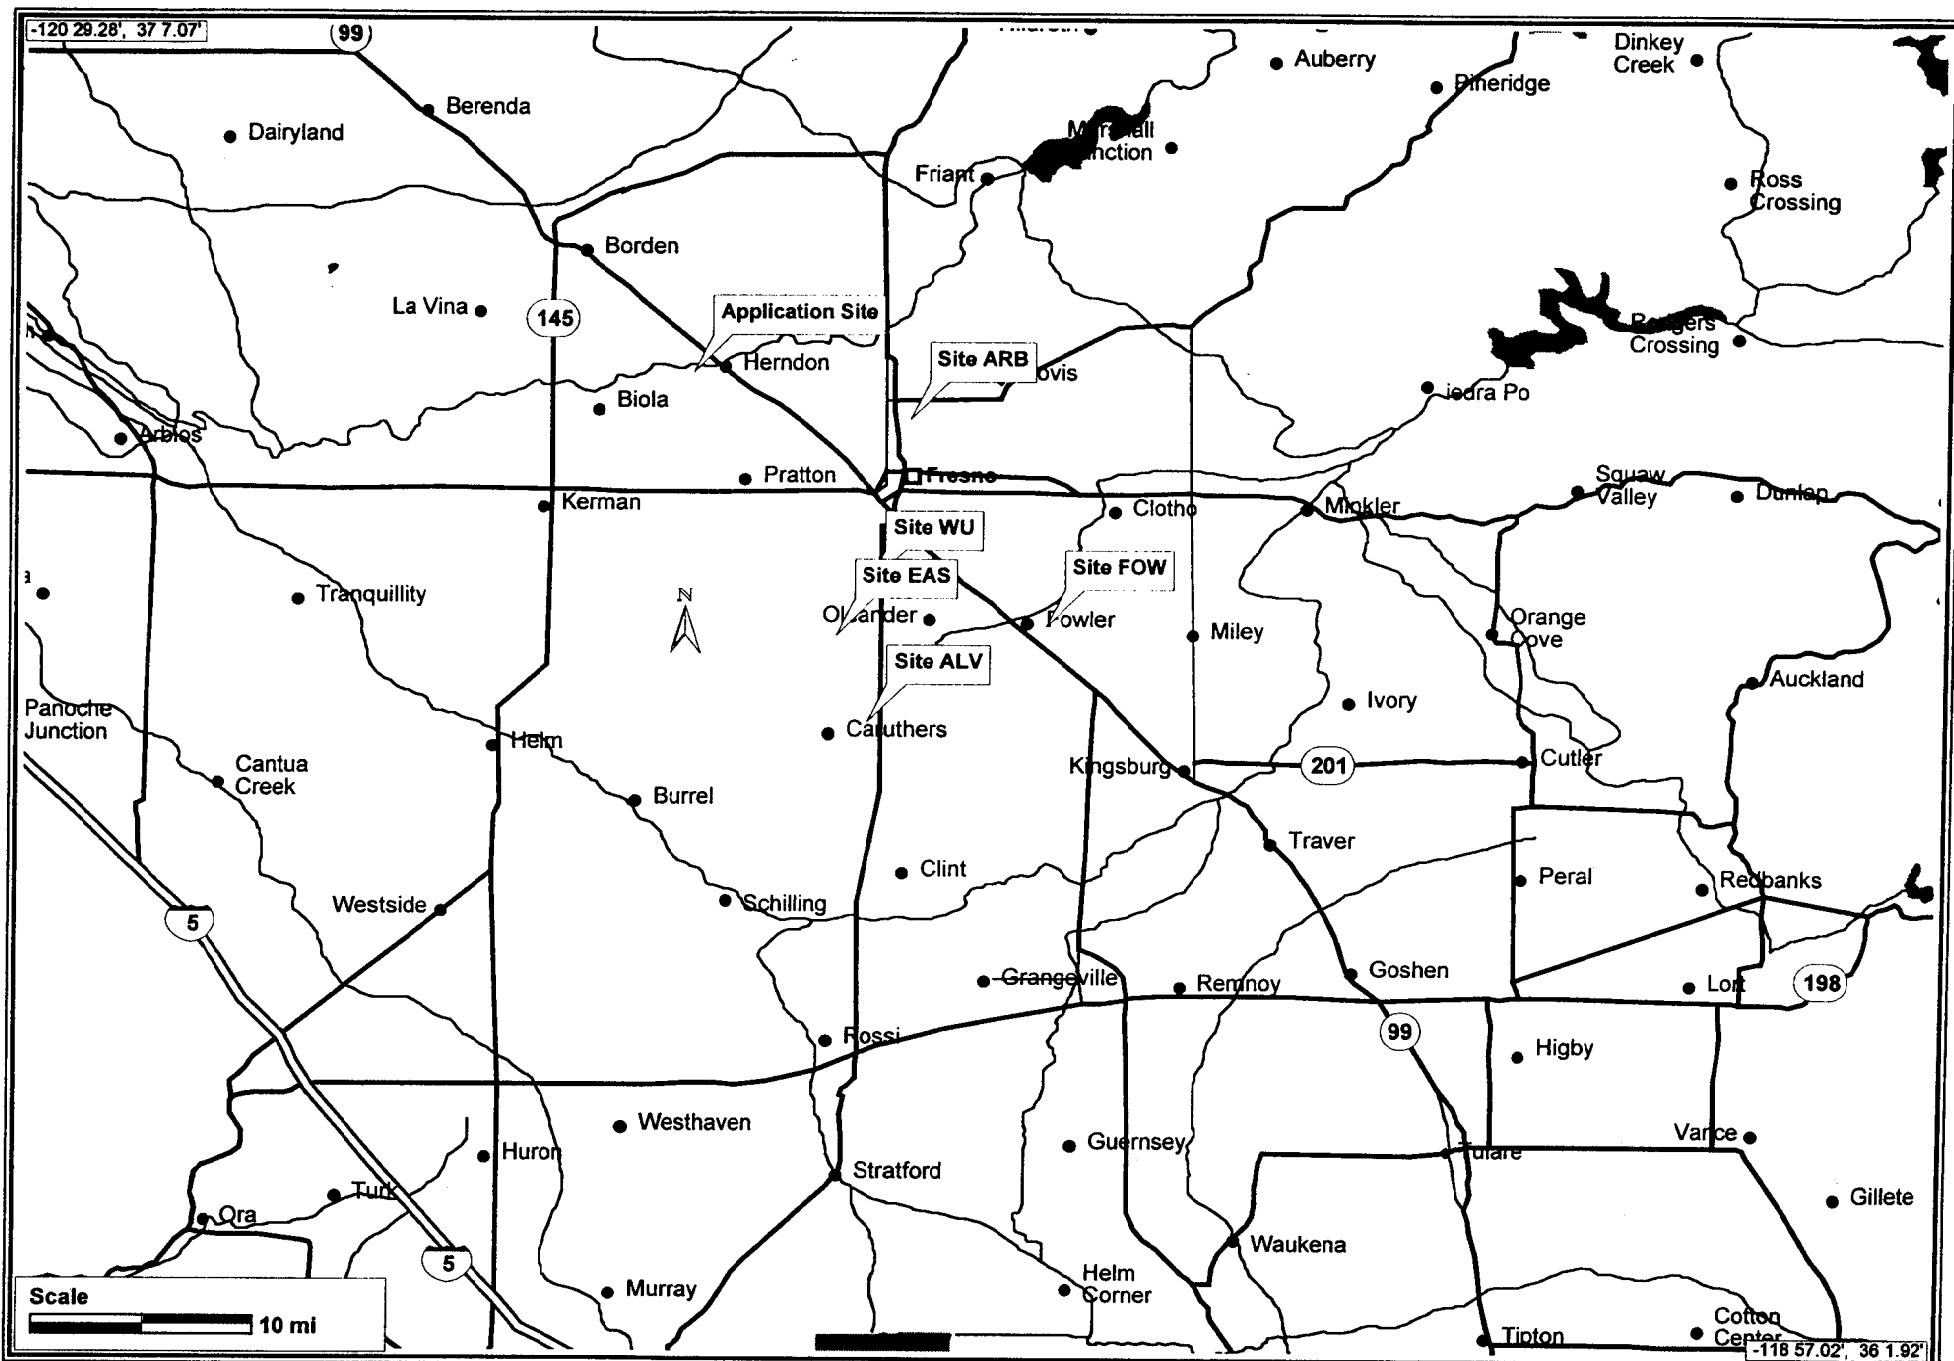 -120 29.28', 37 7.07'
99
Auberry
Dinkey
Creek
Pineridge
Berenda
Dairyland
Friant
Ross
Crossing
Borden
La Vina
145
Application Site
Herndon
Site ARB
Rodgers
Crossing
Biola
Arbios
Pratton
Fresno
Kerman
Clotho
Minkler
Squaw
Valley
Dunlap
Site WU
Site EAS
Site FOW
Tranquillity
N
Fowler
Miley
Orange
Cove
Site ALV
Auckland
Panoche
Junction
Ivory
Caruthers
Helm
Cantua
Creek
Kingsburg
201
Cutler
Burrel
Traver
Clint
Peral
Redbanks
Westside
Schilling
5
Grangeville
Remnoy
Goshen
Lort
198
99
Rossi
Higby
Westhaven
Guernsey
Vance
Huron
Tulare
Stratford
Turk
Ora
Gillete
Waukena
5
Murray
Helm
Corner
Scale
10 mi
Tipton
Cotton
Center
-118 57.02', 36 1.92'